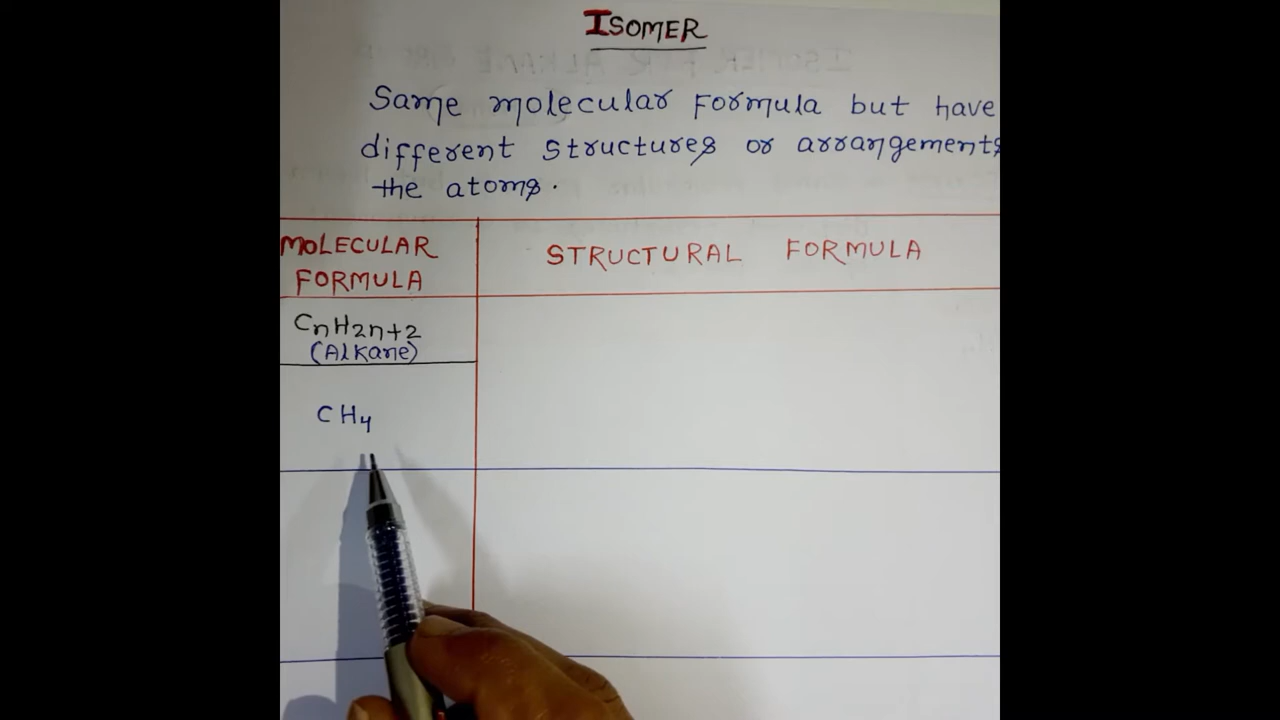 ISOMER
Same molecular Formula but have
different structures or arrangements
the atoms.
MOLECULAR
FORMULA
STRUCTURAL FORMULA
CnH2n+2
(Alkane)
CH4